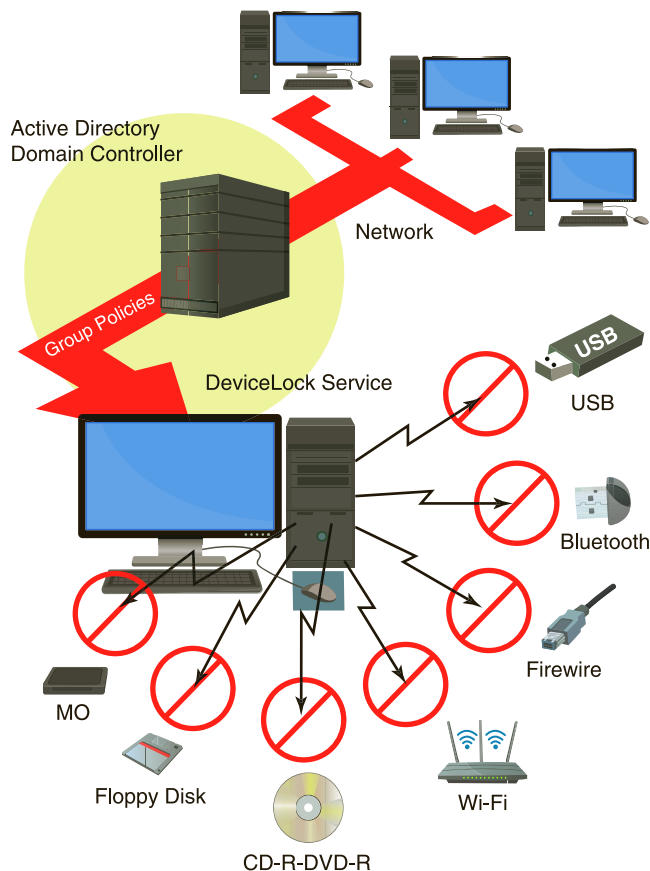 Active Directory
Domain Controller
Network
Group Policies
DeviceLock Service
USB
USB
Bluetooth
Firewire
MO
Wi-Fi
Floppy Disk
CD-R-DVD-R